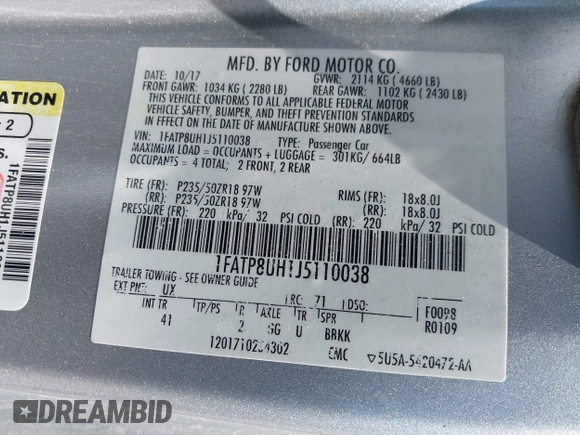 MFD. BY FORD MOTOR CO.
DATE: 10/17 GVWR: 2114 KG ( 4660 LB)
FRONT GAWR: 1034 KG ( 2280 LB) REAR GAWR: 1102 KG ( 2430 LB)
THIS VEHICLE CONFORMS TO ALL APPLICABLE FEDERAL MOTOR
VEHICLE SAFETY, BUMPER, AND THEFT PREVENTION STANDARDS
IN EFFECT ON THE DATE OF MANUFACTURE SHOWN ABOVE.
VIN: 1FATP8UH1J5110038 TYPE: Passenger Car
MAXIMUM LOAD = OCCUPANTS + LUGGAGE = 301KG/ 664LB
OCCUPANTS = 4 TOTAL; 2 FRONT, 2 REAR
TIRE (FR): P235/50ZR18 97W RIMS (FR): 18x8.0J
(RR): P235/50ZR18 97W (RR): 18x8.0J
PRESSURE (FR): 220 kPa/ 32 PSI COLD (RR): 220 kPa/ 32 PSI COLD
1FATP8UH1J5110038
TRAILER TOWING - SEE OWNER GUIDE
EXT PNT: UX RC: 71 DSO: F0098
INT TR TP/PS R AXLE TR SPR R0109
41 2 SG U BRKK
CMC 5U5A-5420472-AA
ATION
2
S.
1FATP8UH1J5110
DREAMBID